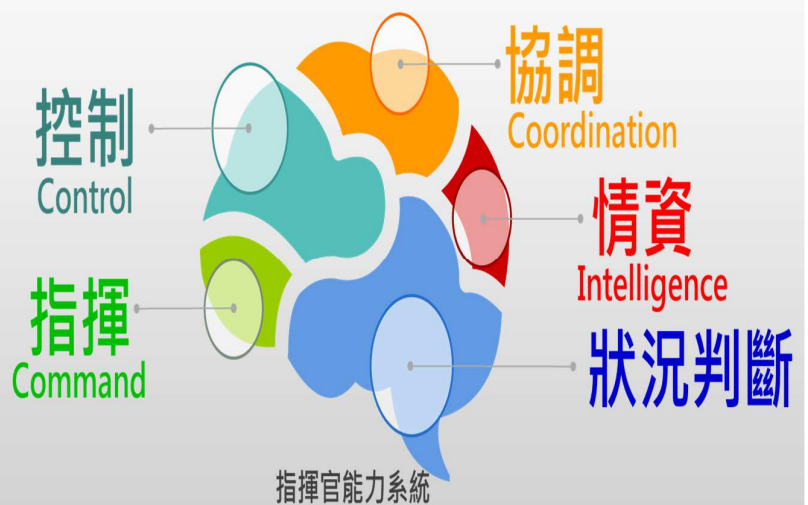 控制
Control
指揮
Command
協調
Coordination
情資
Intelligence
狀況判斷
指揮官能力系統